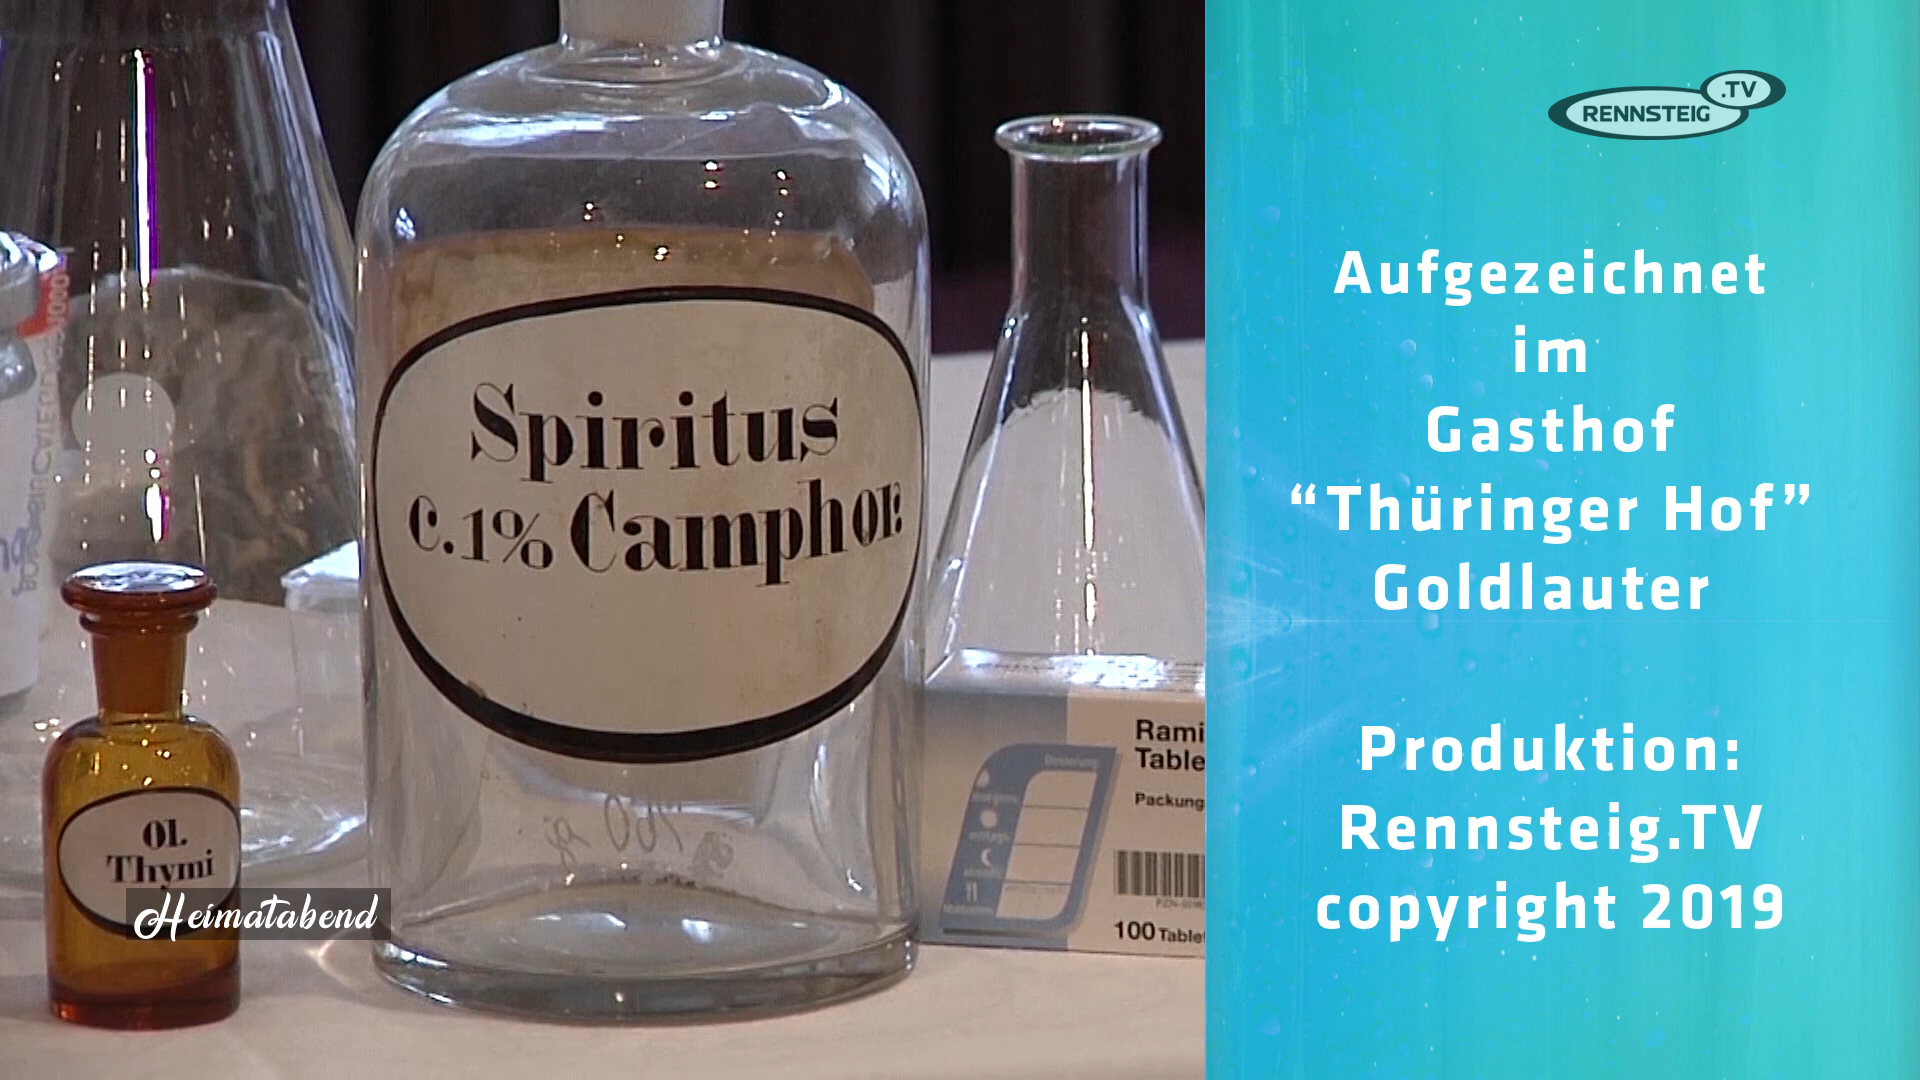 Spiritus
c.1% Camphor.
Ol.
Thymi
Heimatabend
Dosierung
Rami
Table
Packung
100 Table
RENNSTEIG .TV
Aufgezeichnet
im
Gasthof
“Thüringer Hof”
Goldlauter
Produktion:
Rennsteig.TV
copyright 2019